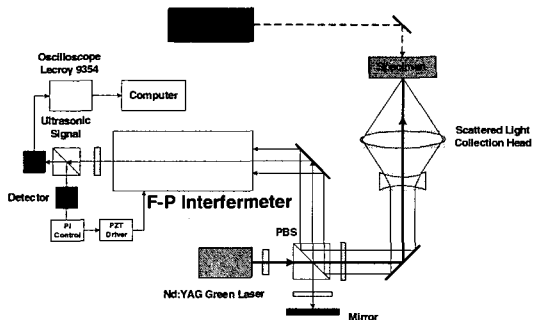 Oscilloscope
Lecroy 9354
Computer
Ultrasonic
Signal
Specimen
Scattered Light
Collection Head
F-P Interfermeter
Detector
PI
Control
PZT
Driver
PBS
Nd:YAG Green Laser
Mirror